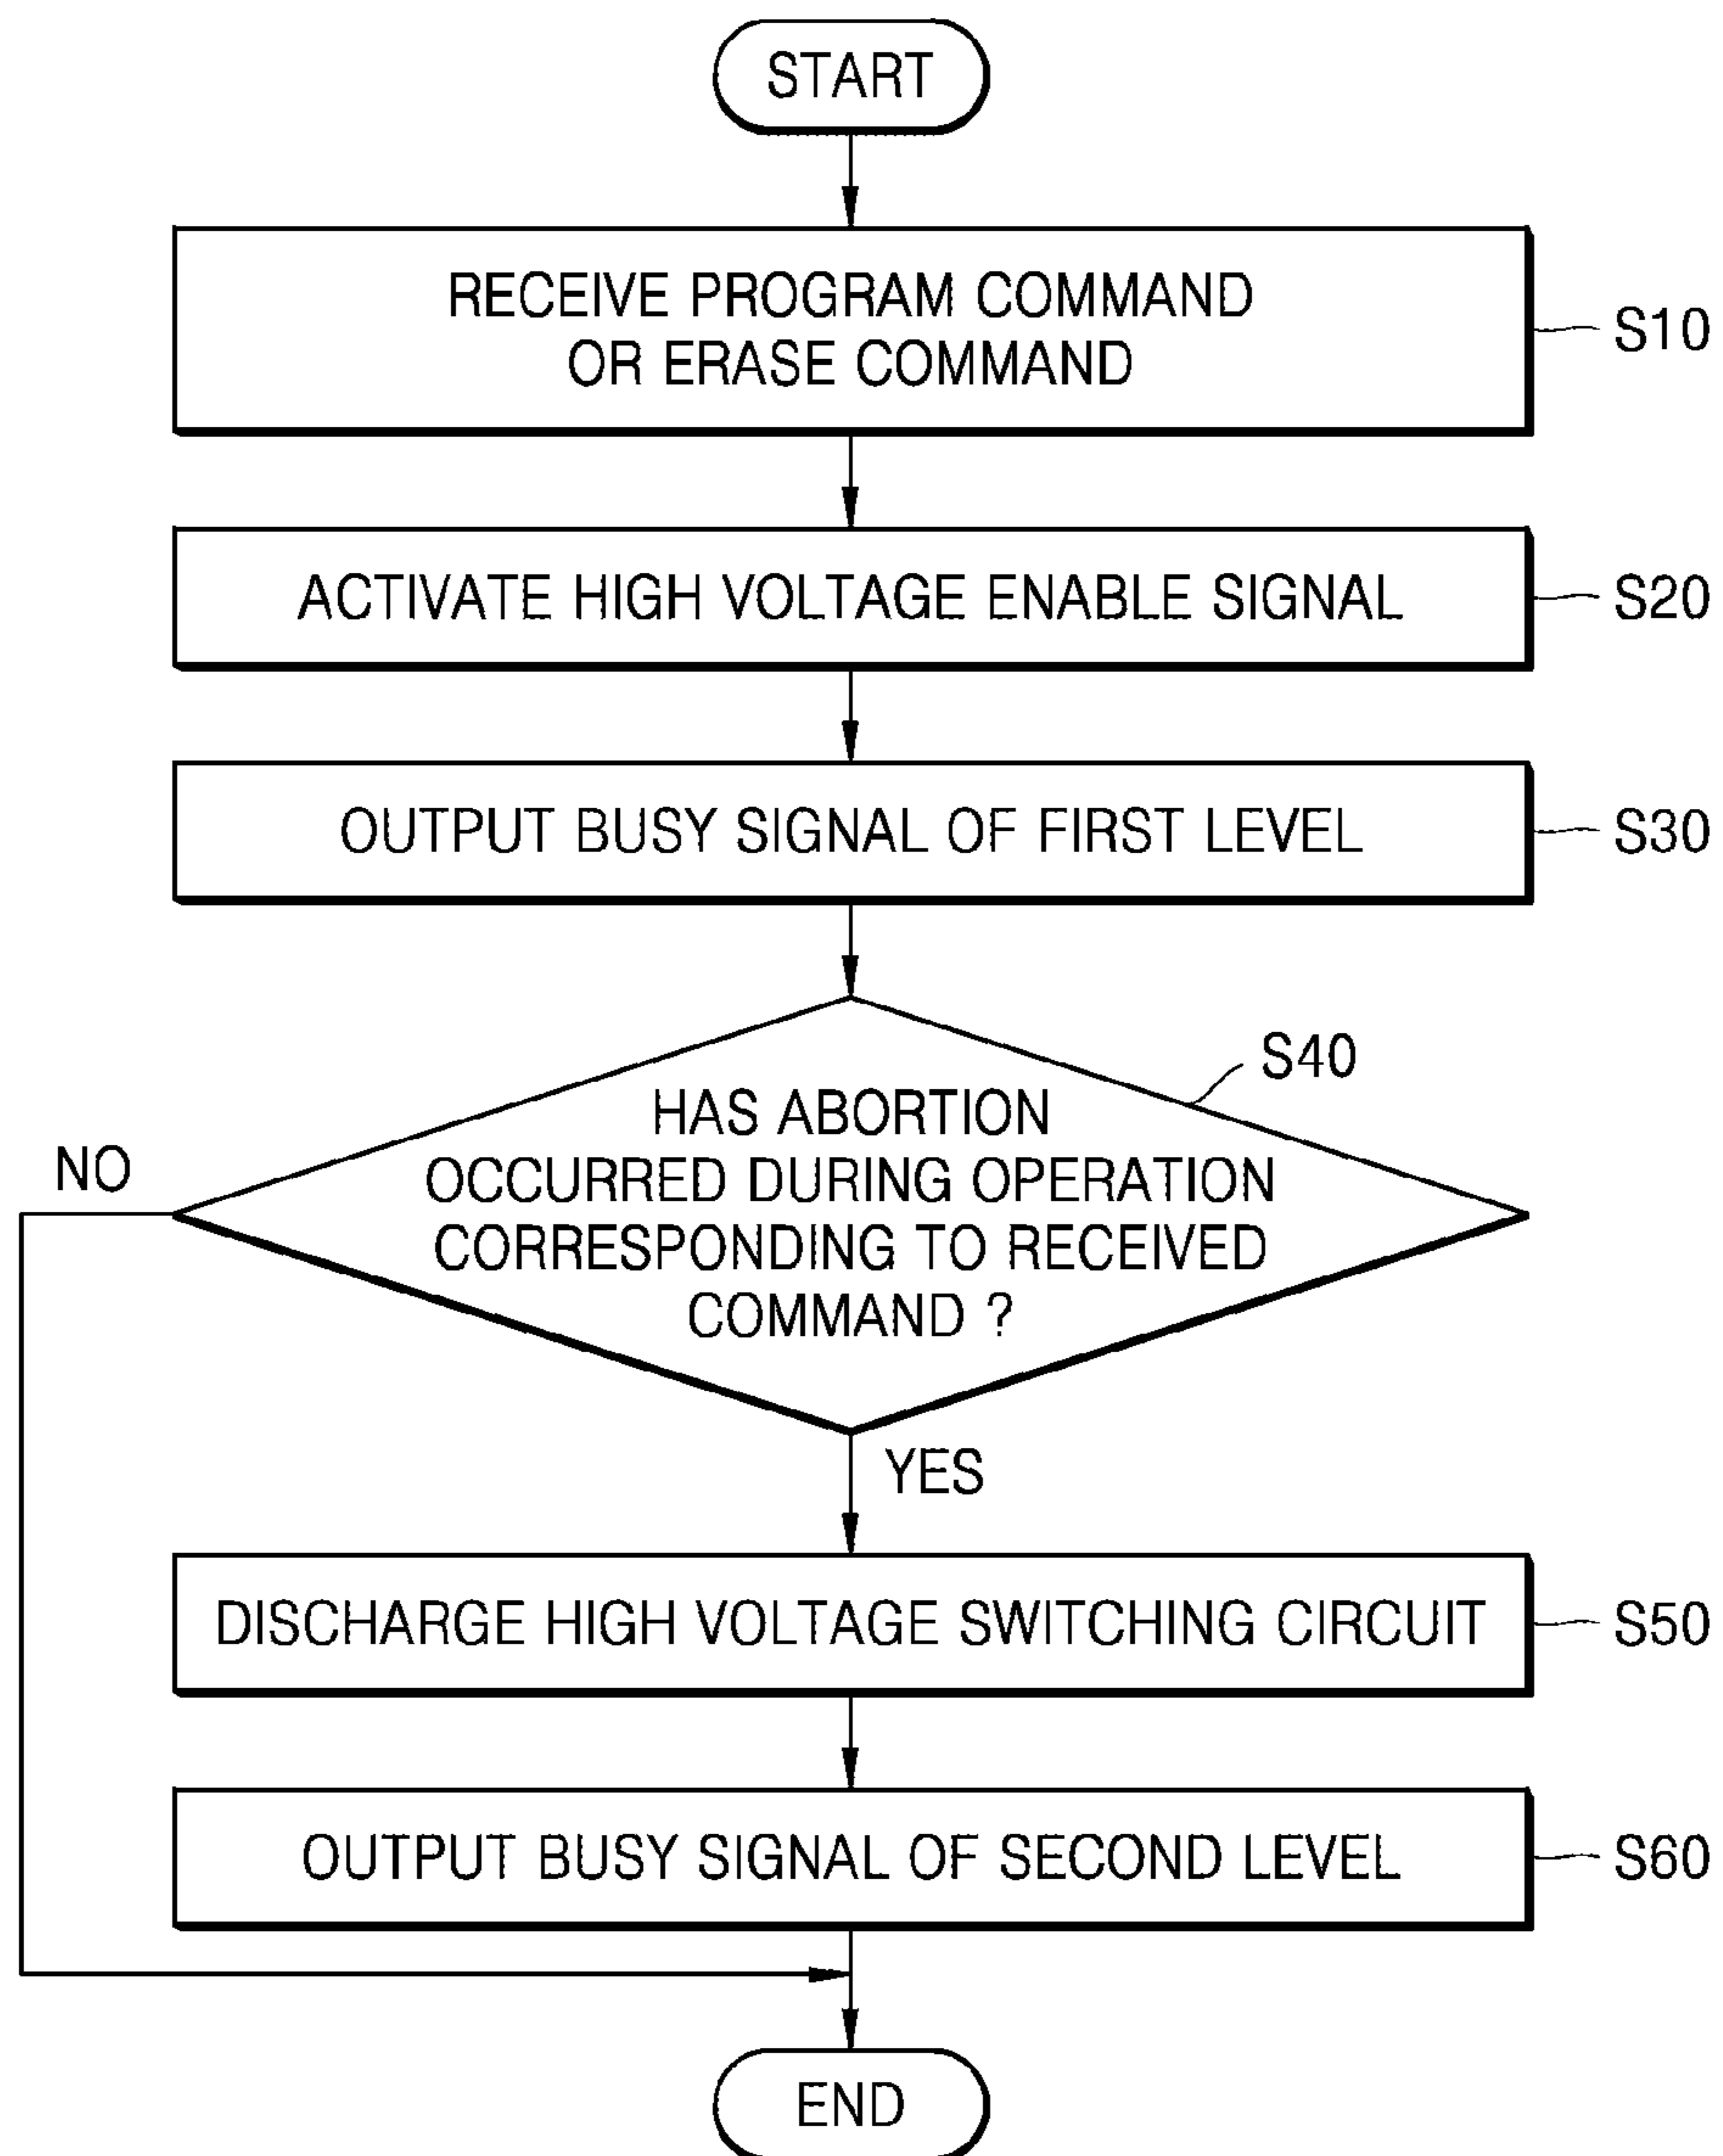 START
RECEIVE PROGRAM COMMAND
OR ERASE COMMAND
S10
ACTIVATE HIGH VOLTAGE ENABLE SIGNAL
S20
OUTPUT BUSY SIGNAL OF FIRST LEVEL
S30
S40
HAS ABORTION
OCCURRED DURING OPERATION
CORRESPONDING TO RECEIVED
COMMAND ?
NO
YES
DISCHARGE HIGH VOLTAGE SWITCHING CIRCUIT
S50
OUTPUT BUSY SIGNAL OF SECOND LEVEL
S60
END